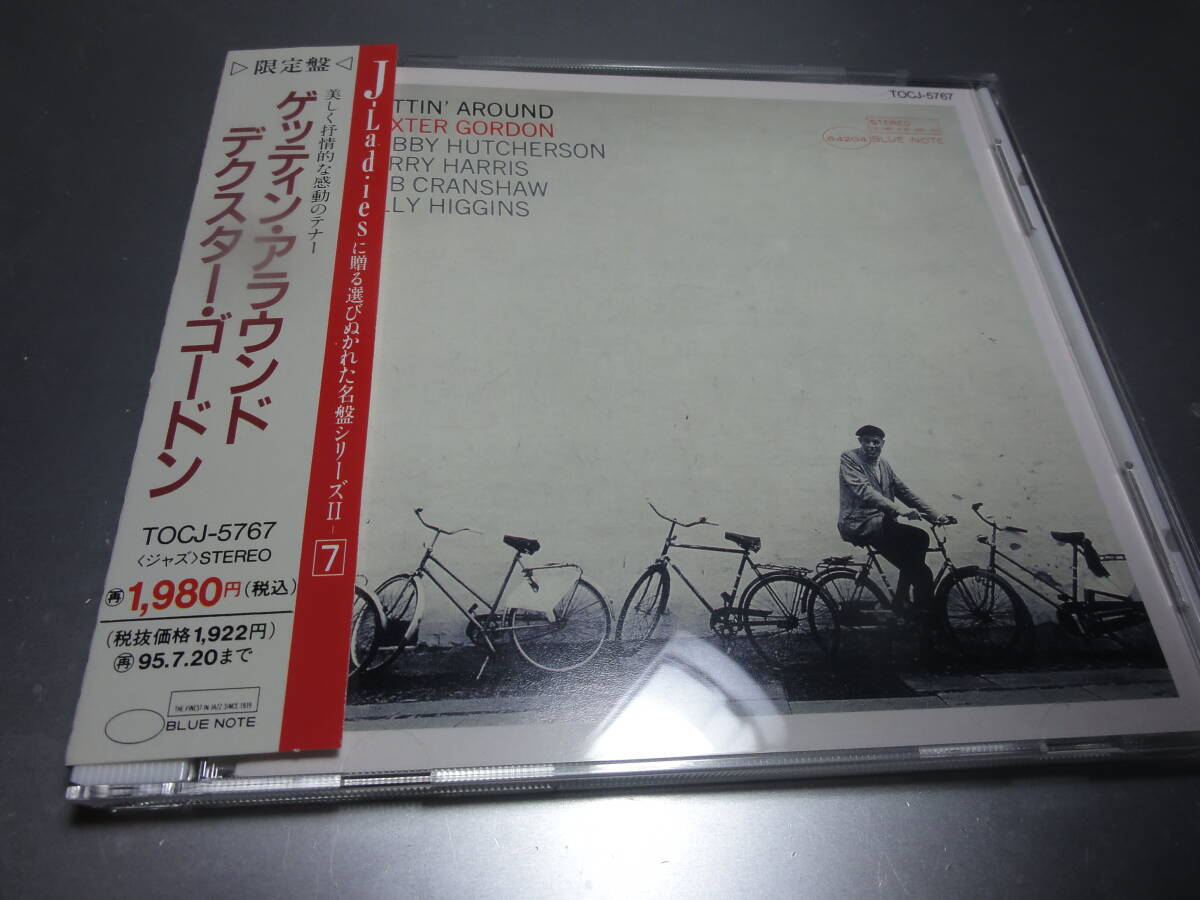 ▷限定盤◁
美しく抒情的な感動のテナー
ゲッティン・アラウンド
デクスター・ゴードン
J-Lad・iesに贈る選びぬかれた名盤シリーズII-7
TOCJ-5767
〈ジャズ〉STEREO
再1,980円(税込)
(税抜価格1,922円)
再95.7.20まで
THE FINEST IN JAZZ SINCE 1939
BLUE NOTE
TOCJ-5767
TTIN' AROUND
XTER GORDON
BBY HUTCHERSON
RRY HARRIS
B CRANSHAW
LLY HIGGINS
STEREO
84204 BLUE NOTE